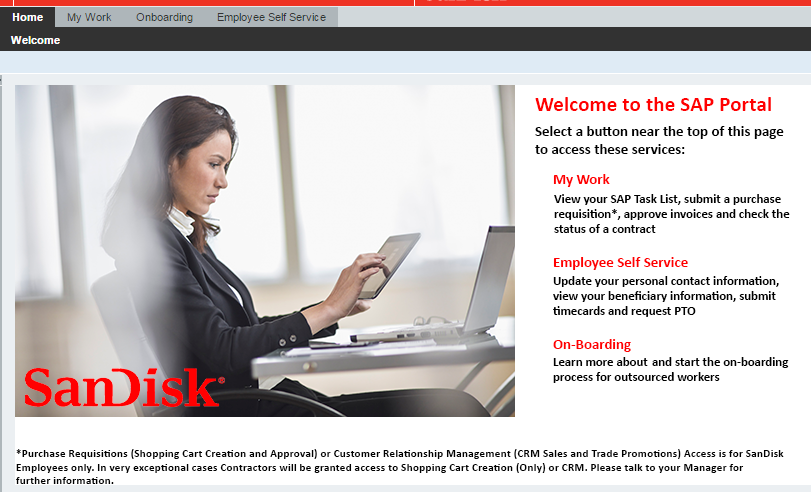 Home My Work Onboarding Employee Self Service
Welcome
Welcome to the SAP Portal
Select a button near the top of this page
to access these services:
My Work
View your SAP Task List, submit a purchase
requisition*, approve invoices and check the
status of a contract
Employee Self Service
Update your personal contact information,
view your beneficiary information, submit
timecards and request PTO
On-Boarding
Learn more about and start the on-boarding
process for outsourced workers
SanDisk®
*Purchase Requisitions (Shopping Cart Creation and Approval) or Customer Relationship Management (CRM Sales and Trade Promotions) Access is for SanDisk
Employees only. In very exceptional cases Contractors will be granted access to Shopping Cart Creation (Only) or CRM. Please talk to your Manager for
further information.